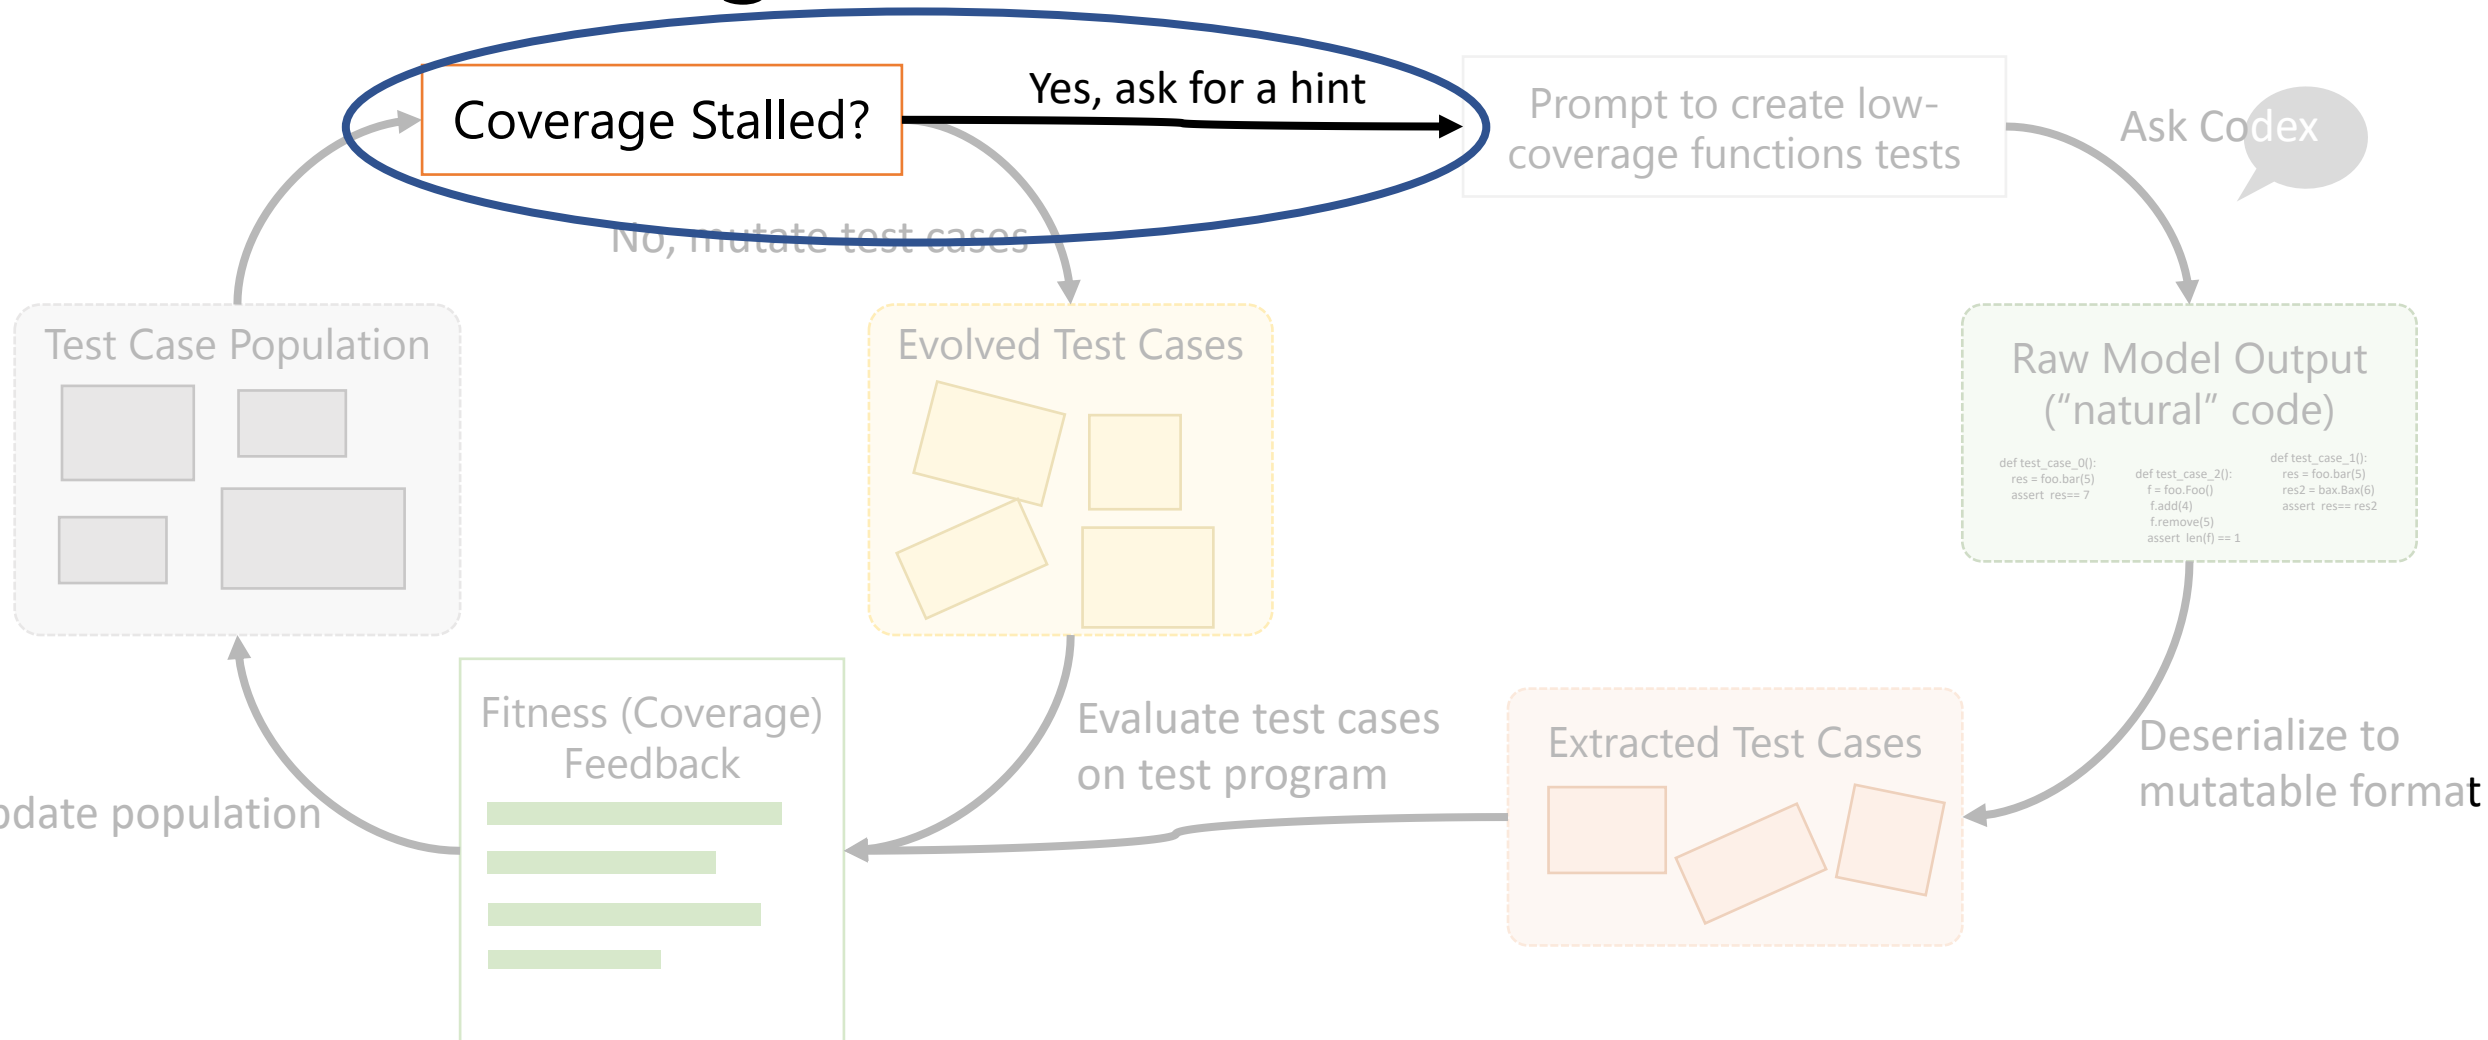 Coverage Stalled?
Yes, ask for a hint
Prompt to create low-
coverage functions tests
Ask Codex
No, mutate test cases
Test Case Population
Evolved Test Cases
Raw Model Output
(“natural” code)
def test_case_0():
res = foo.bar(5)
assert res== 7
def test_case_2():
f = foo.Foo()
f.add(4)
f.remove(5)
assert len(f) == 1
def test_case_1():
res = foo.bar(5)
res2 = bax.Bax(6)
assert res== res2
Fitness (Coverage)
Feedback
Evaluate test cases
on test program
Extracted Test Cases
Deserialize to
mutatable format
population